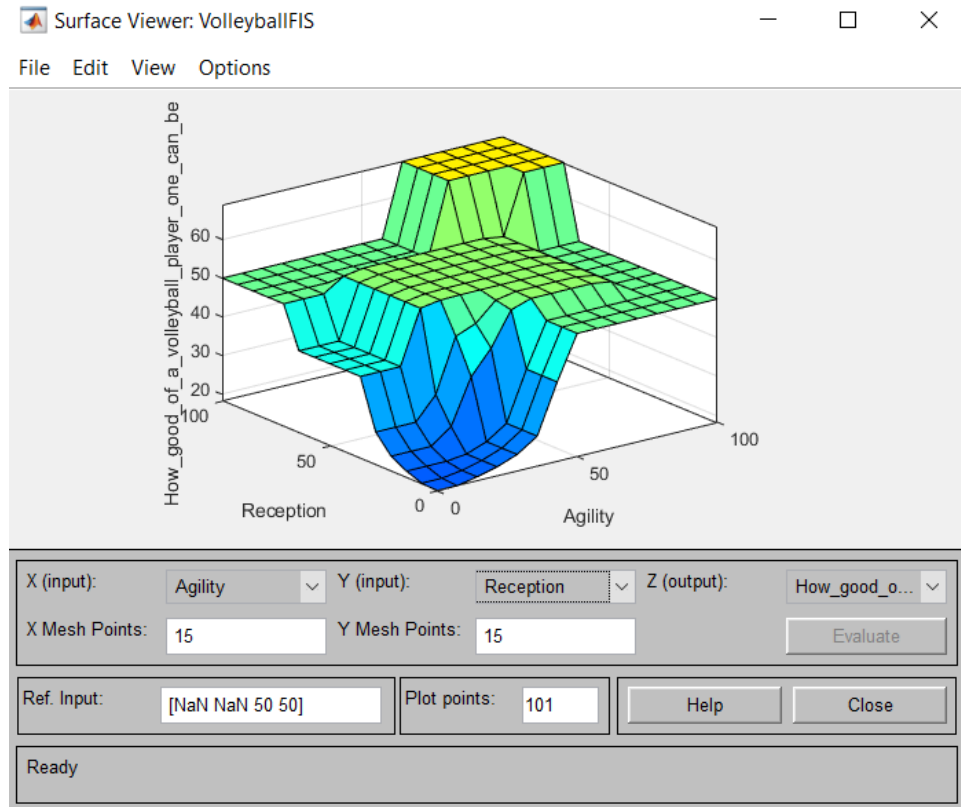 Surface Viewer: VolleyballFIS
File Edit View Options
How_good_of_a_volleyball_player_one_can_be
60
50
40
30
20
100
50
0
Reception
0
50
100
Agility
X (input): Agility Y (input): Reception Z (output): How_good_o...
X Mesh Points: 15 Y Mesh Points: 15 Evaluate
Ref. Input: [NaN NaN 50 50] Plot points: 101 Help Close
Ready